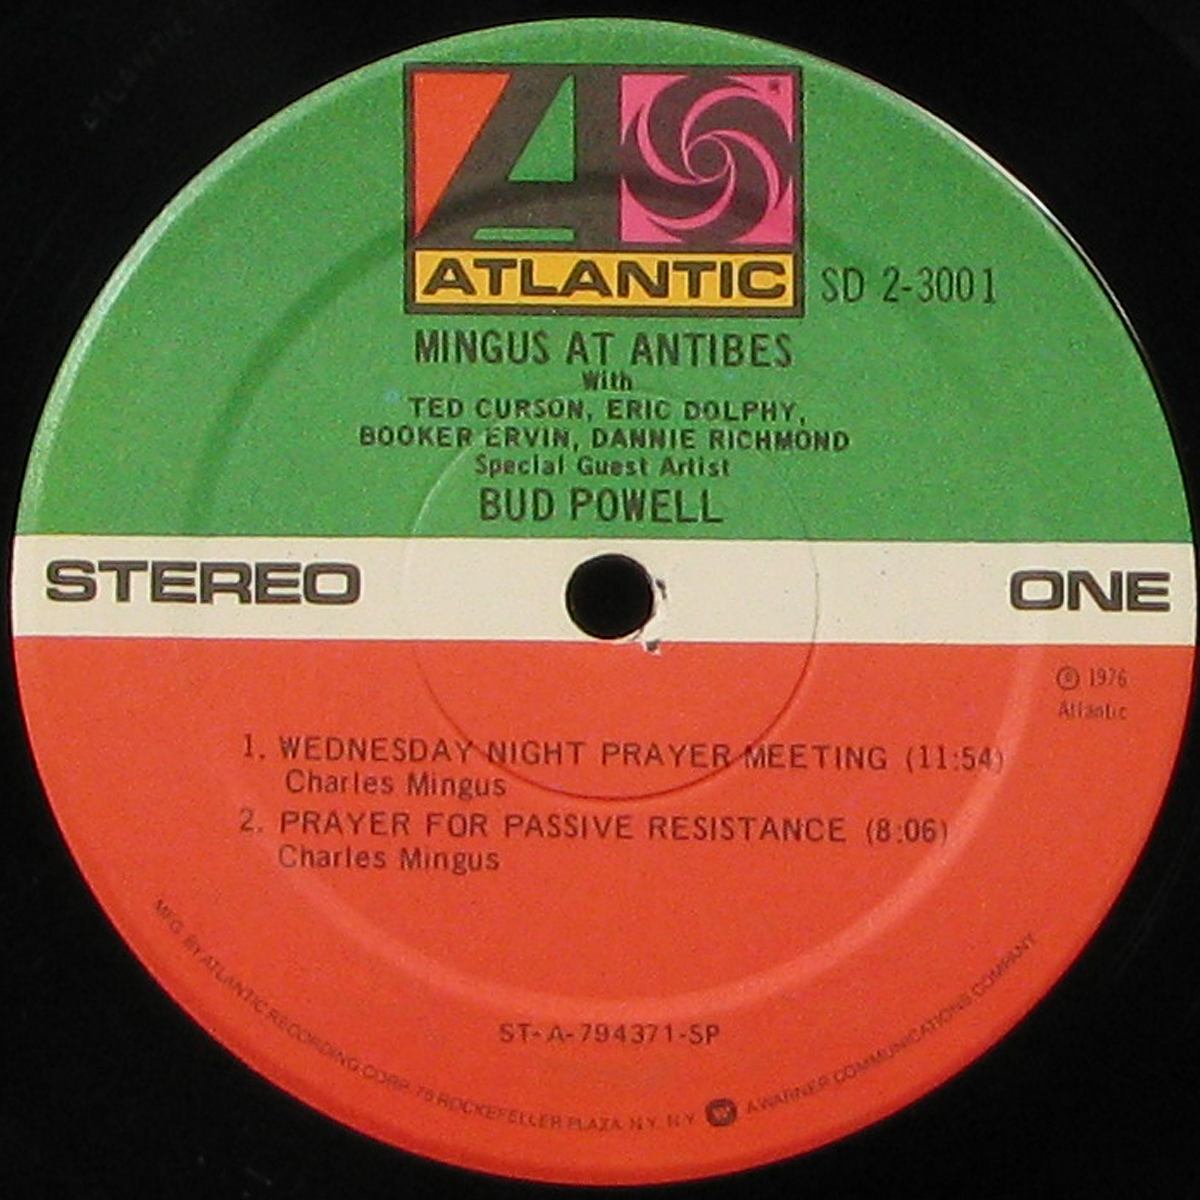 ATLANTIC
SD 2-3001
MINGUS AT ANTIBES
With
TED CURSON, ERIC DOLPHY,
BOOKER ERVIN, DANNIE RICHMOND
Special Guest Artist
BUD POWELL
STEREO
ONE
℗ 1976
Atlantic
1. WEDNESDAY NIGHT PRAYER MEETING (11:54)
Charles Mingus
2. PRAYER FOR PASSIVE RESISTANCE (8:06)
Charles Mingus
ST-A-794371-SP
MFG. BY ATLANTIC RECORDING CORP. 75 ROCKEFELLER PLAZA N.Y. N.Y. A WARNER COMMUNICATIONS COMPANY